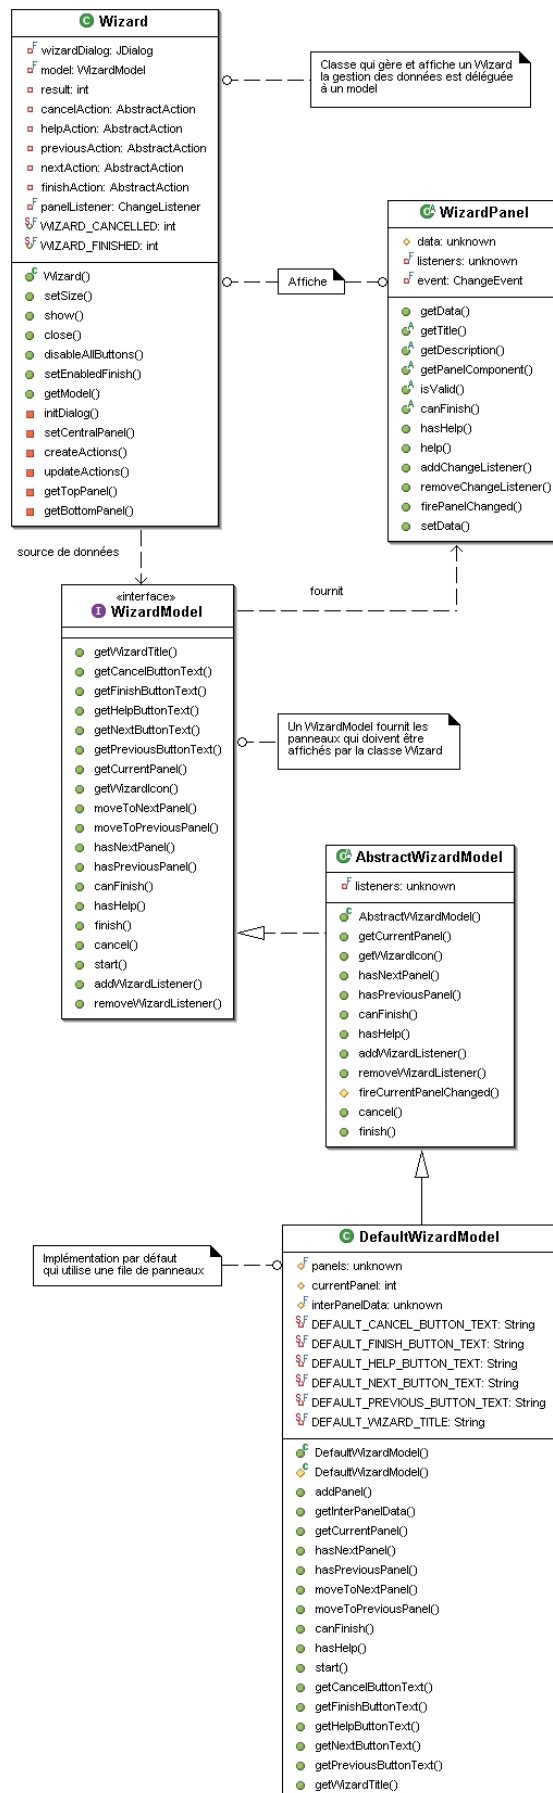 Wizard
wizardDialog: JDialog
model: WizardModel
result: int
cancelAction: AbstractAction
helpAction: AbstractAction
previousAction: AbstractAction
nextAction: AbstractAction
finishAction: AbstractAction
panelListener: ChangeListener
WIZARD_CANCELLED: int
WIZARD_FINISHED: int
Wizard()
setSize()
show()
close()
disableAllButtons()
setEnabledFinish()
getModel()
initDialog()
setCentralPanel()
createActions()
updateActions()
getTopPanel()
getBottomPanel()
Classe qui gère et affiche un Wizard
la gestion des données est déléguée
à un model
Affiche
WizardPanel
data: unknown
listeners: unknown
event: ChangeEvent
getData()
getTitle()
getDescription()
getPanelComponent()
isValid()
canFinish()
hasHelp()
help()
addChangeListener()
removeChangeListener()
firePanelChanged()
setData()
source de données
fournit
«interface»
WizardModel
getWizardTitle()
getCancelButtonText()
getFinishButtonText()
getHelpButtonText()
getNextButtonText()
getPreviousButtonText()
getCurrentPanel()
getWizardIcon()
moveToNextPanel()
moveToPreviousPanel()
hasNextPanel()
hasPreviousPanel()
canFinish()
hasHelp()
finish()
cancel()
start()
addWizardListener()
removeWizardListener()
Un WizardModel fournit les
panneaux qui doivent être
affichés par la classe Wizard
AbstractWizardModel
listeners: unknown
AbstractWizardModel()
getCurrentPanel()
getWizardIcon()
hasNextPanel()
hasPreviousPanel()
canFinish()
hasHelp()
addWizardListener()
removeWizardListener()
fireCurrentPanelChanged()
cancel()
finish()
Implémentation par défaut
qui utilise une file de panneaux
DefaultWizardModel
panels: unknown
currentPanel: int
interPanelData: unknown
DEFAULT_CANCEL_BUTTON_TEXT: String
DEFAULT_FINISH_BUTTON_TEXT: String
DEFAULT_HELP_BUTTON_TEXT: String
DEFAULT_NEXT_BUTTON_TEXT: String
DEFAULT_PREVIOUS_BUTTON_TEXT: String
DEFAULT_WIZARD_TITLE: String
DefaultWizardModel()
DefaultWizardModel()
addPanel()
getInterPanelData()
getCurrentPanel()
hasNextPanel()
hasPreviousPanel()
moveToNextPanel()
moveToPreviousPanel()
canFinish()
hasHelp()
start()
getCancelButtonText()
getFinishButtonText()
getHelpButtonText()
getNextButtonText()
getPreviousButtonText()
getWizardTitle()